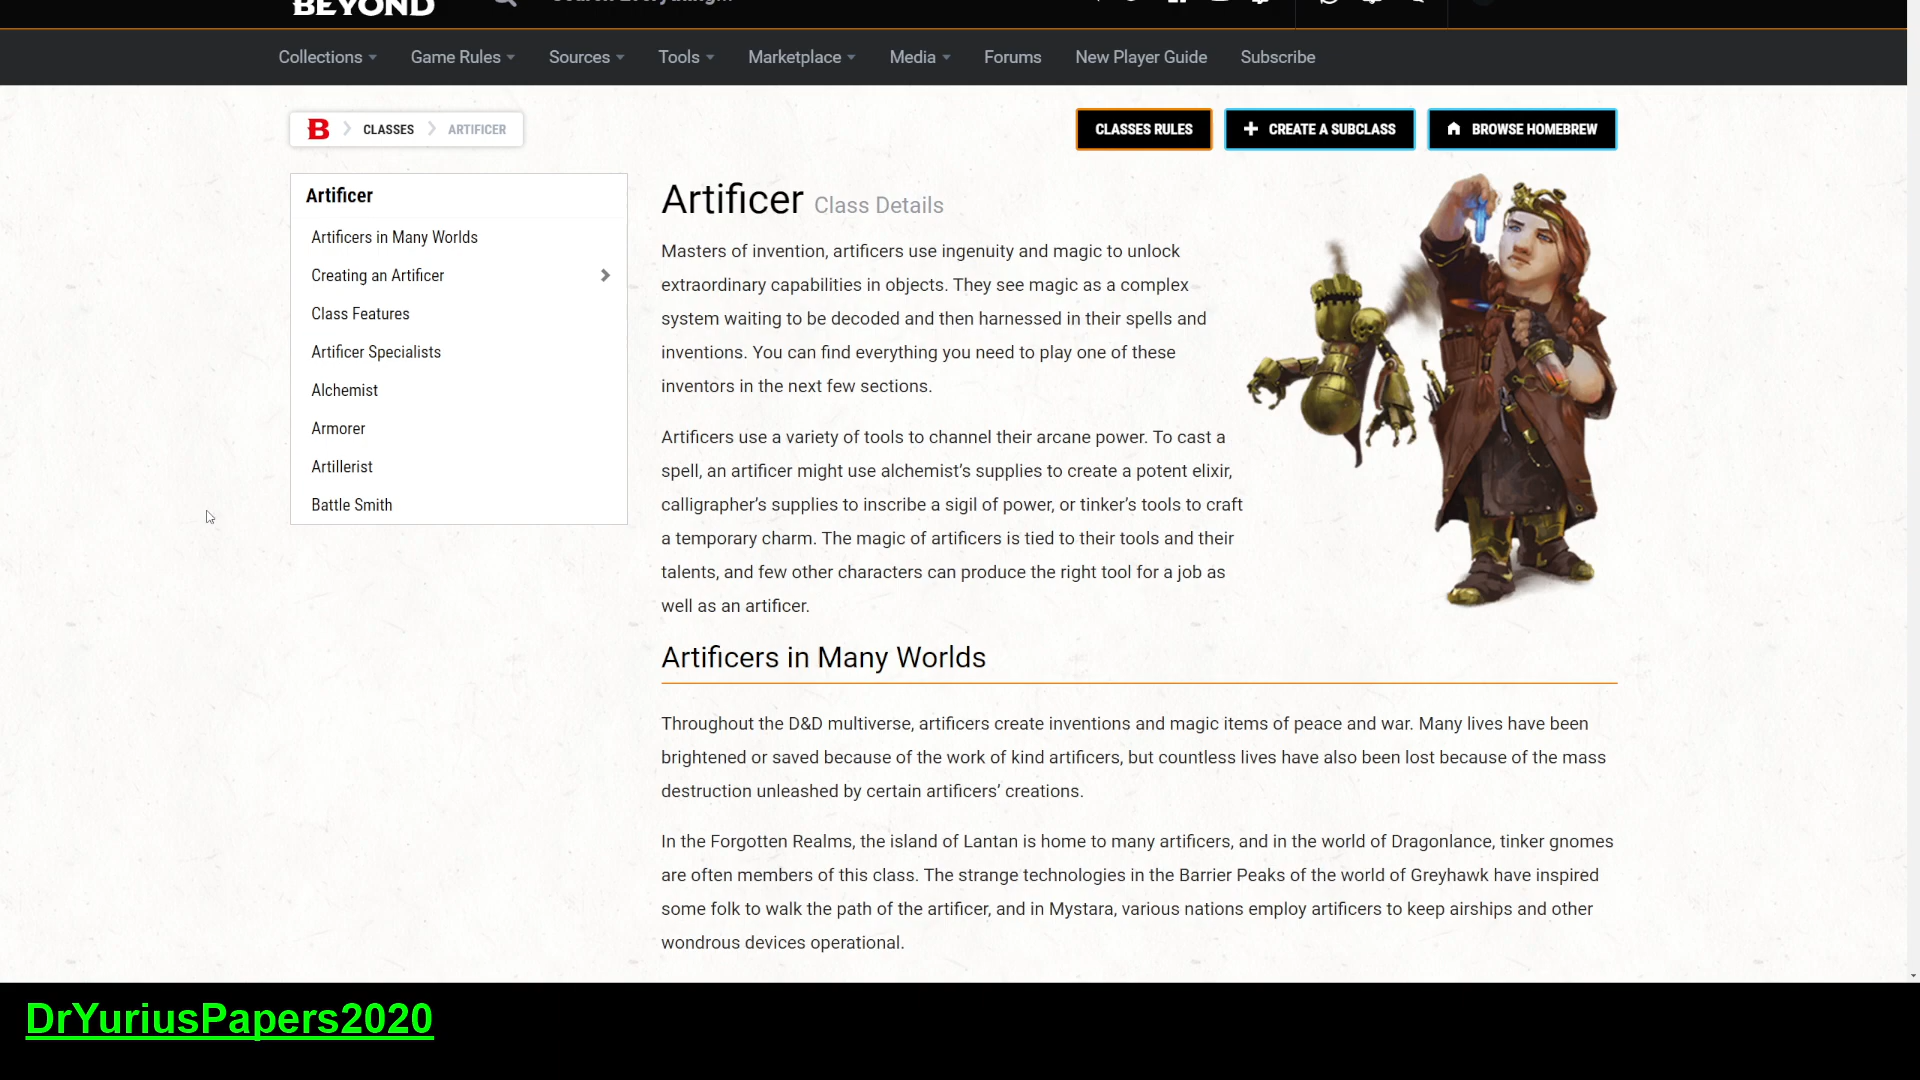 BEYOND
Collections
Game Rules
Sources
Tools
Marketplace
Media
Forums
New Player Guide
Subscribe
B
CLASSES
ARTIFICER
CLASSES RULES
CREATE A SUBCLASS
BROWSE HOMEBREW
Artificer
Artificers in Many Worlds
Creating an Artificer
Class Features
Artificer Specialists
Alchemist
Armorer
Artillerist
Battle Smith
Artificer Class Details
Masters of invention, artificers use ingenuity and magic to unlock
extraordinary capabilities in objects. They see magic as a complex
system waiting to be decoded and then harnessed in their spells and
inventions. You can find everything you need to play one of these
inventors in the next few sections.
Artificers use a variety of tools to channel their arcane power. To cast a
spell, an artificer might use alchemist’s supplies to create a potent elixir,
calligrapher’s supplies to inscribe a sigil of power, or tinker’s tools to craft
a temporary charm. The magic of artificers is tied to their tools and their
talents, and few other characters can produce the right tool for a job as
well as an artificer.
Artificers in Many Worlds
Throughout the D&D multiverse, artificers create inventions and magic items of peace and war. Many lives have been
brightened or saved because of the work of kind artificers, but countless lives have also been lost because of the mass
destruction unleashed by certain artificers’ creations.
In the Forgotten Realms, the island of Lantan is home to many artificers, and in the world of Dragonlance, tinker gnomes
are often members of this class. The strange technologies in the Barrier Peaks of the world of Greyhawk have inspired
some folk to walk the path of the artificer, and in Mystara, various nations employ artificers to keep airships and other
wondrous devices operational.
DrYuriusPapers2020